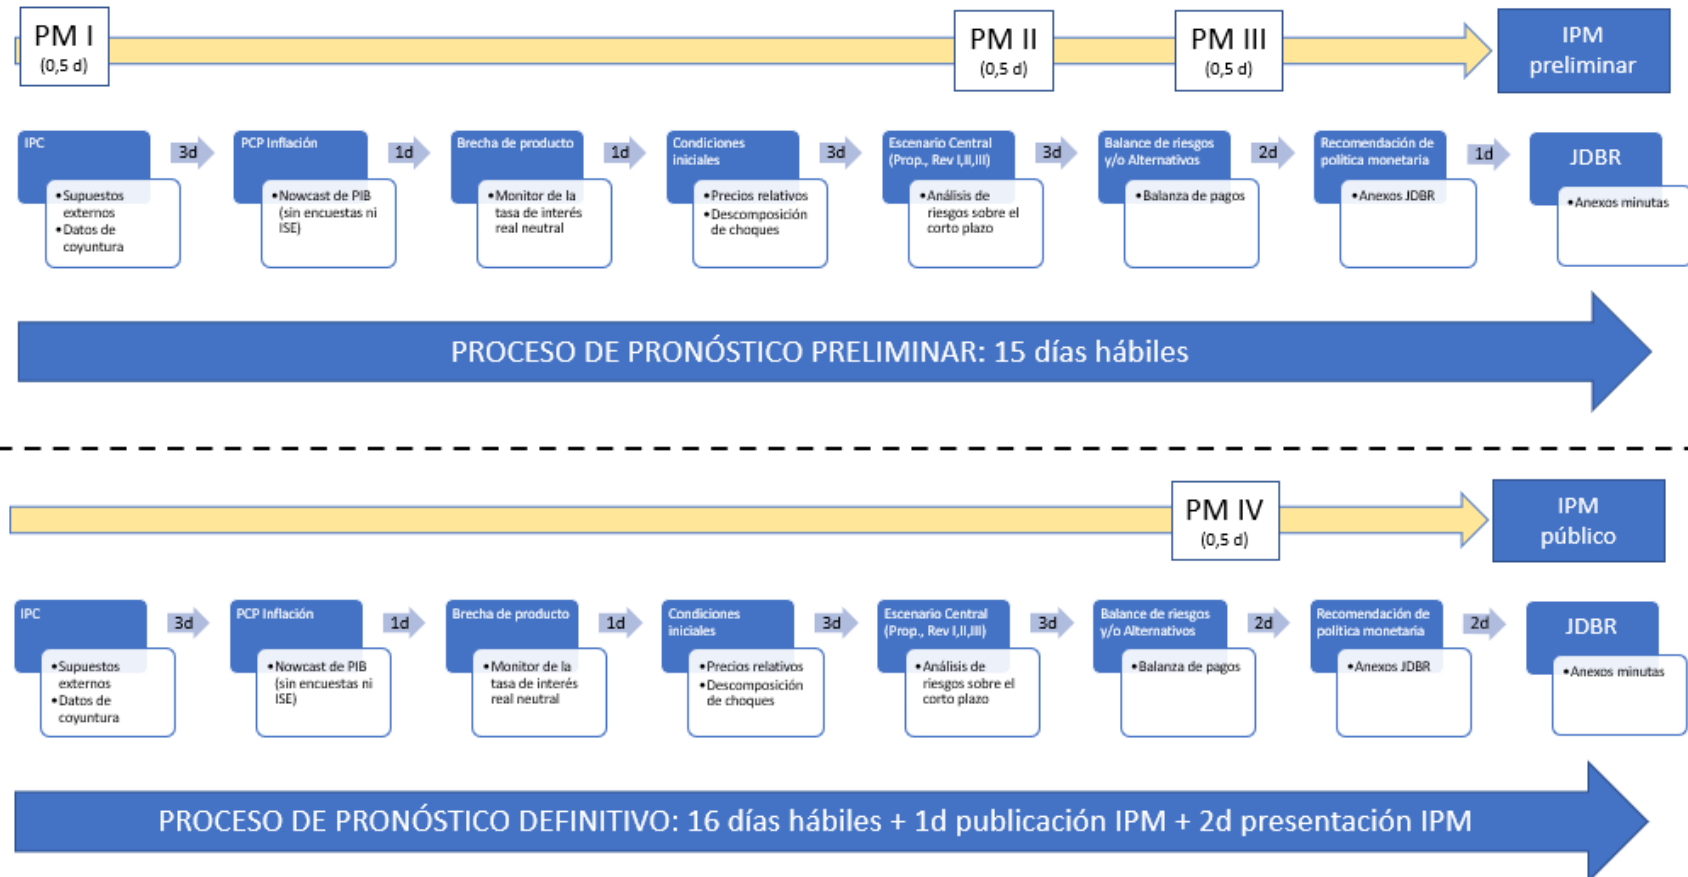 PM I
(0,5 d)
PM II
(0,5 d)
PM III
(0,5 d)
IPM
preliminar
IPC
•Supuestos
externos
•Datos de
coyuntura
3d
PCP Inflación
•Nowcast de PIB
(sin encuestas ni
ISE)
1d
Brecha de producto
•Monitor de la
tasa de interés
real neutral
1d
Condiciones
iniciales
•Precios relativos
•Descomposición
de choques
3d
Escenario Central
(Prop., Rev I,II,III)
•Análisis de
riesgos sobre el
corto plazo
3d
Balance de riesgos
y/o Alternativos
•Balanza de pagos
2d
Recomendación de
política monetaria
•Anexos JDBR
1d
JDBR
•Anexos minutas
PROCESO DE PRONÓSTICO PRELIMINAR: 15 días hábiles
PM IV
(0,5 d)
IPM
público
IPC
•Supuestos
externos
•Datos de
coyuntura
3d
PCP Inflación
•Nowcast de PIB
(sin encuestas ni
ISE)
1d
Brecha de producto
•Monitor de la
tasa de interés
real neutral
1d
Condiciones
iniciales
•Precios relativos
•Descomposición
de choques
3d
Escenario Central
(Prop., Rev I,II,III)
•Análisis de
riesgos sobre el
corto plazo
3d
Balance de riesgos
y/o Alternativos
•Balanza de pagos
2d
Recomendación de
política monetaria
•Anexos JDBR
2d
JDBR
•Anexos minutas
PROCESO DE PRONÓSTICO DEFINITIVO: 16 días hábiles + 1d publicación IPM + 2d presentación IPM